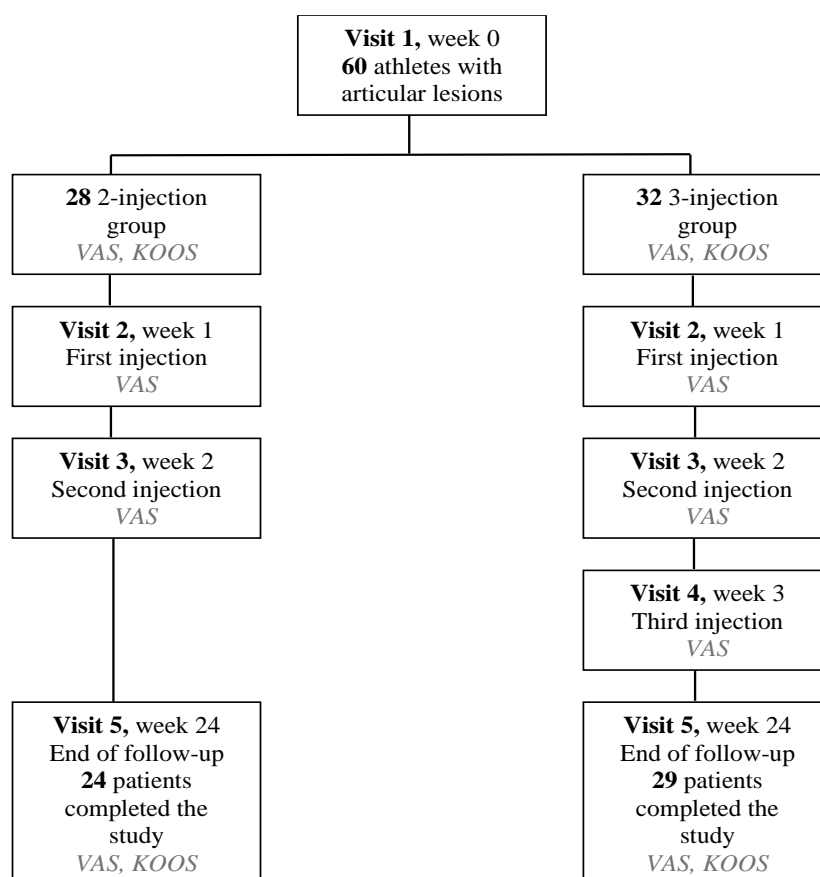 Visit 1, week 0
60 athletes with
articular lesions
28 2-injection
group
VAS, KOOS
32 3-injection
group
VAS, KOOS
Visit 2, week 1
First injection
VAS
Visit 2, week 1
First injection
VAS
Visit 3, week 2
Second injection
VAS
Visit 3, week 2
Second injection
VAS
Visit 4, week 3
Third injection
VAS
Visit 5, week 24
End of follow-up
24 patients
completed the
study
VAS, KOOS
Visit 5, week 24
End of follow-up
29 patients
completed the
study
VAS, KOOS